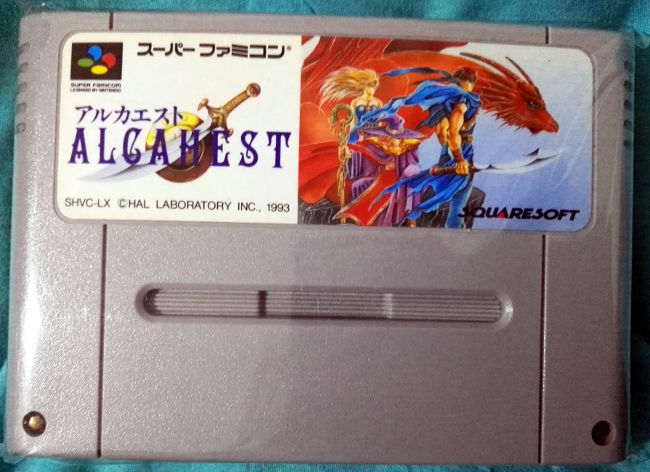 スーパーファミコン®
SUPER FAMICOM
LICENSED BY NINTENDO
アルカエスト
ALCAHEST
SHVC-LX ©HAL LABORATORY INC., 1993
SQUARESOFT